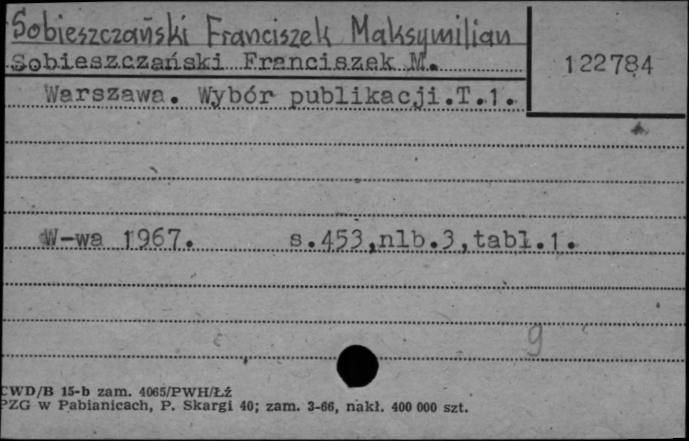 Sobieszczański Franciszek Maksymilian
Sobieszczański Franciszek M.
122784
Warszawa. Wybór publikacji.T.1.
W-wa 1967. s.453,nlb.3,tabl.1.
g
CWD/B 15-b zam. 4065/PWH/Łź
PZG w Pabianicach, P. Skargi 40; zam. 3-66, nakł. 400 000 szt.